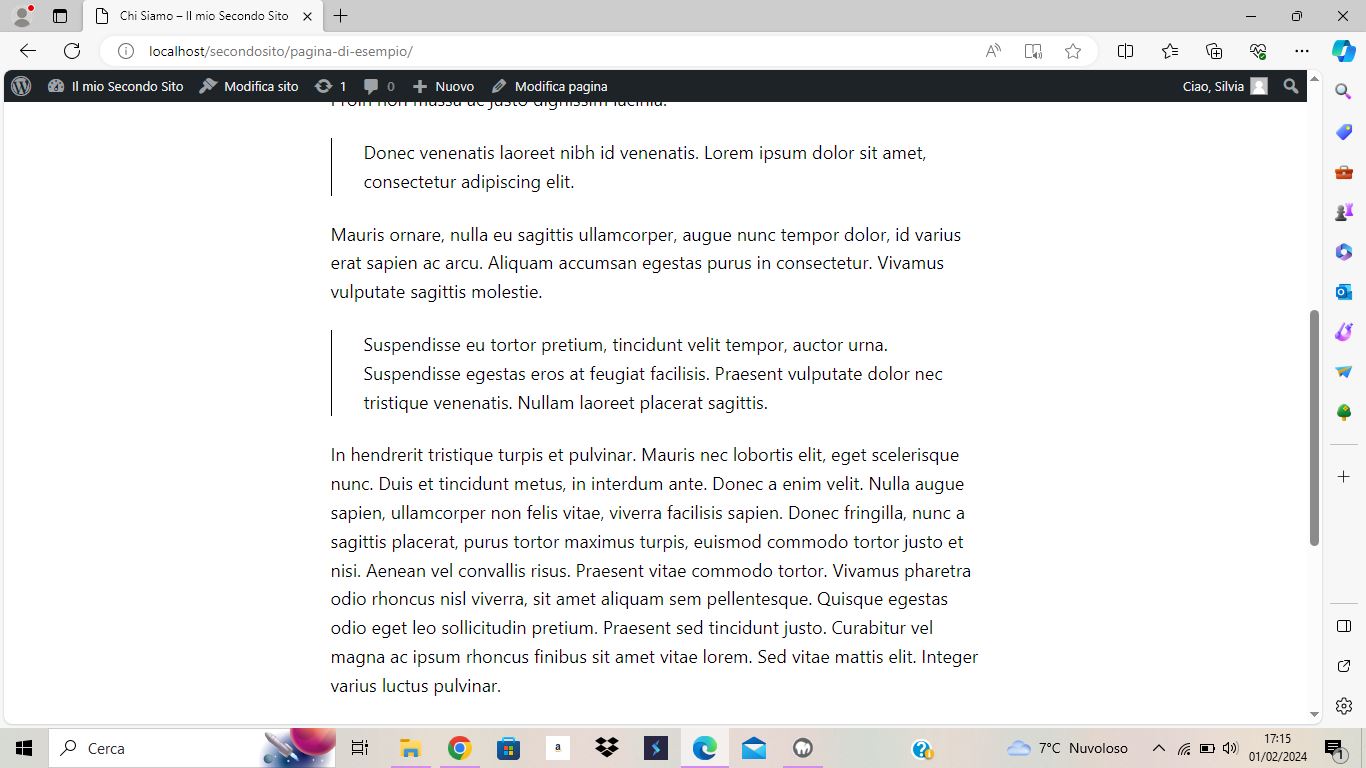 Chi Siamo – Il mio Secondo Sito
localhost/secondosito/pagina-di-esempio/
Il mio Secondo Sito Modifica sito 1 0 Nuovo Modifica pagina Ciao, Silvia
Proin non massa ac justo dignissim lacinia.
Donec venenatis laoreet nibh id venenatis. Lorem ipsum dolor sit amet,
consectetur adipiscing elit.
Mauris ornare, nulla eu sagittis ullamcorper, augue nunc tempor dolor, id varius
erat sapien ac arcu. Aliquam accumsan egestas purus in consectetur. Vivamus
vulputate sagittis molestie.
Suspendisse eu tortor pretium, tincidunt velit tempor, auctor urna.
Suspendisse egestas eros at feugiat facilisis. Praesent vulputate dolor nec
tristique venenatis. Nullam laoreet placerat sagittis.
In hendrerit tristique turpis et pulvinar. Mauris nec lobortis elit, eget scelerisque
nunc. Duis et tincidunt metus, in interdum ante. Donec a enim velit. Nulla augue
sapien, ullamcorper non felis vitae, viverra facilisis sapien. Donec fringilla, nunc a
sagittis placerat, purus tortor maximus turpis, euismod commodo tortor justo et
nisi. Aenean vel convallis risus. Praesent vitae commodo tortor. Vivamus pharetra
odio rhoncus nisl viverra, sit amet aliquam sem pellentesque. Quisque egestas
odio eget leo sollicitudin pretium. Praesent sed tincidunt justo. Curabitur vel
magna ac ipsum rhoncus finibus sit amet vitae lorem. Sed vitae mattis elit. Integer
varius luctus pulvinar.
Cerca
a
7°C Nuvoloso
17:15
01/02/2024
1